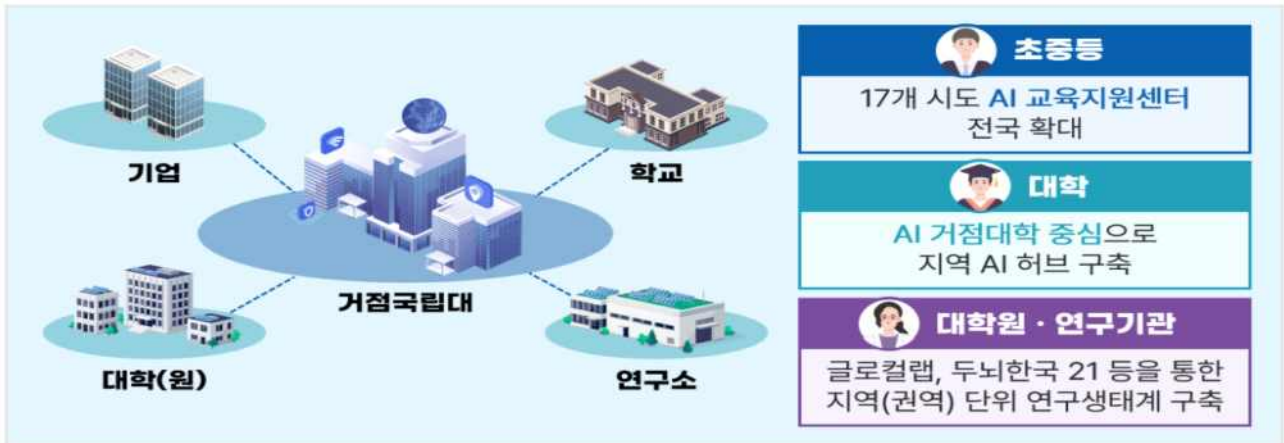 기업
학교
거점국립대
대학(원)
연구소
초중등
17개 시도 AI 교육지원센터
전국 확대
대학
AI 거점대학 중심으로
지역 AI 허브 구축
대학원 · 연구기관
글로컬랩, 두뇌한국 21 등을 통한
지역(권역) 단위 연구생태계 구축